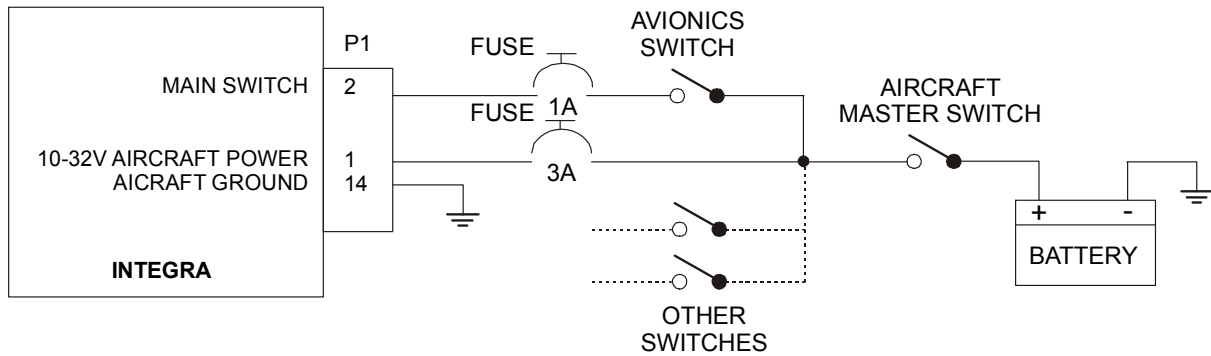 P1
MAIN SWITCH
2
10-32V AIRCRAFT POWER
1
AICRAFT GROUND
14
INTEGRA
FUSE
1A
FUSE
3A
AVIONICS
SWITCH
AIRCRAFT
MASTER SWITCH
+ -
BATTERY
OTHER
SWITCHES